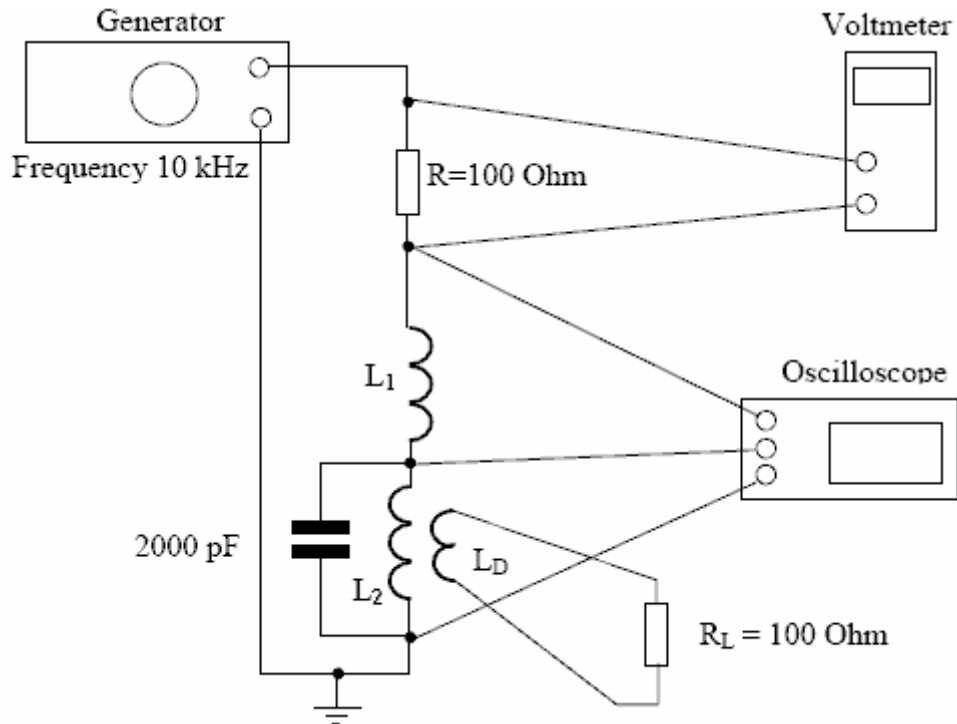 Generator
Voltmeter
Frequency 10 kHz
R=100 Ohm
L1
Oscilloscope
2000 pF
L2
LD
RL = 100 Ohm